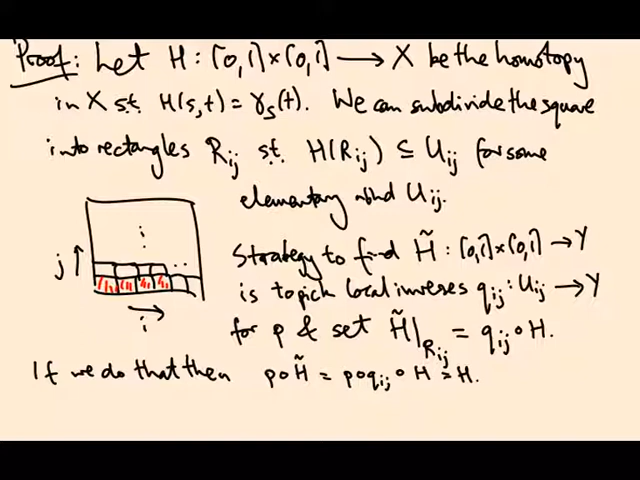 Proof: Let H : [0,1]×[0,1] ⟶ X be the homotopy
in X s.t. H(s,t) = γₛ(t). We can subdivide the square
into rectangles Rᵢⱼ s.t. H(Rᵢⱼ) ⊆ Uᵢⱼ for some
elementary nbhd Uᵢⱼ.
Strategy to find H̃ : [0,1]×[0,1] → Y
is to pick local inverses qᵢⱼ : Uᵢⱼ → Y
for p & set H̃|Rᵢⱼ = qᵢⱼ ∘ H.
j ↑
i →
If we do that then p∘H̃ = p∘qᵢⱼ∘H = H.